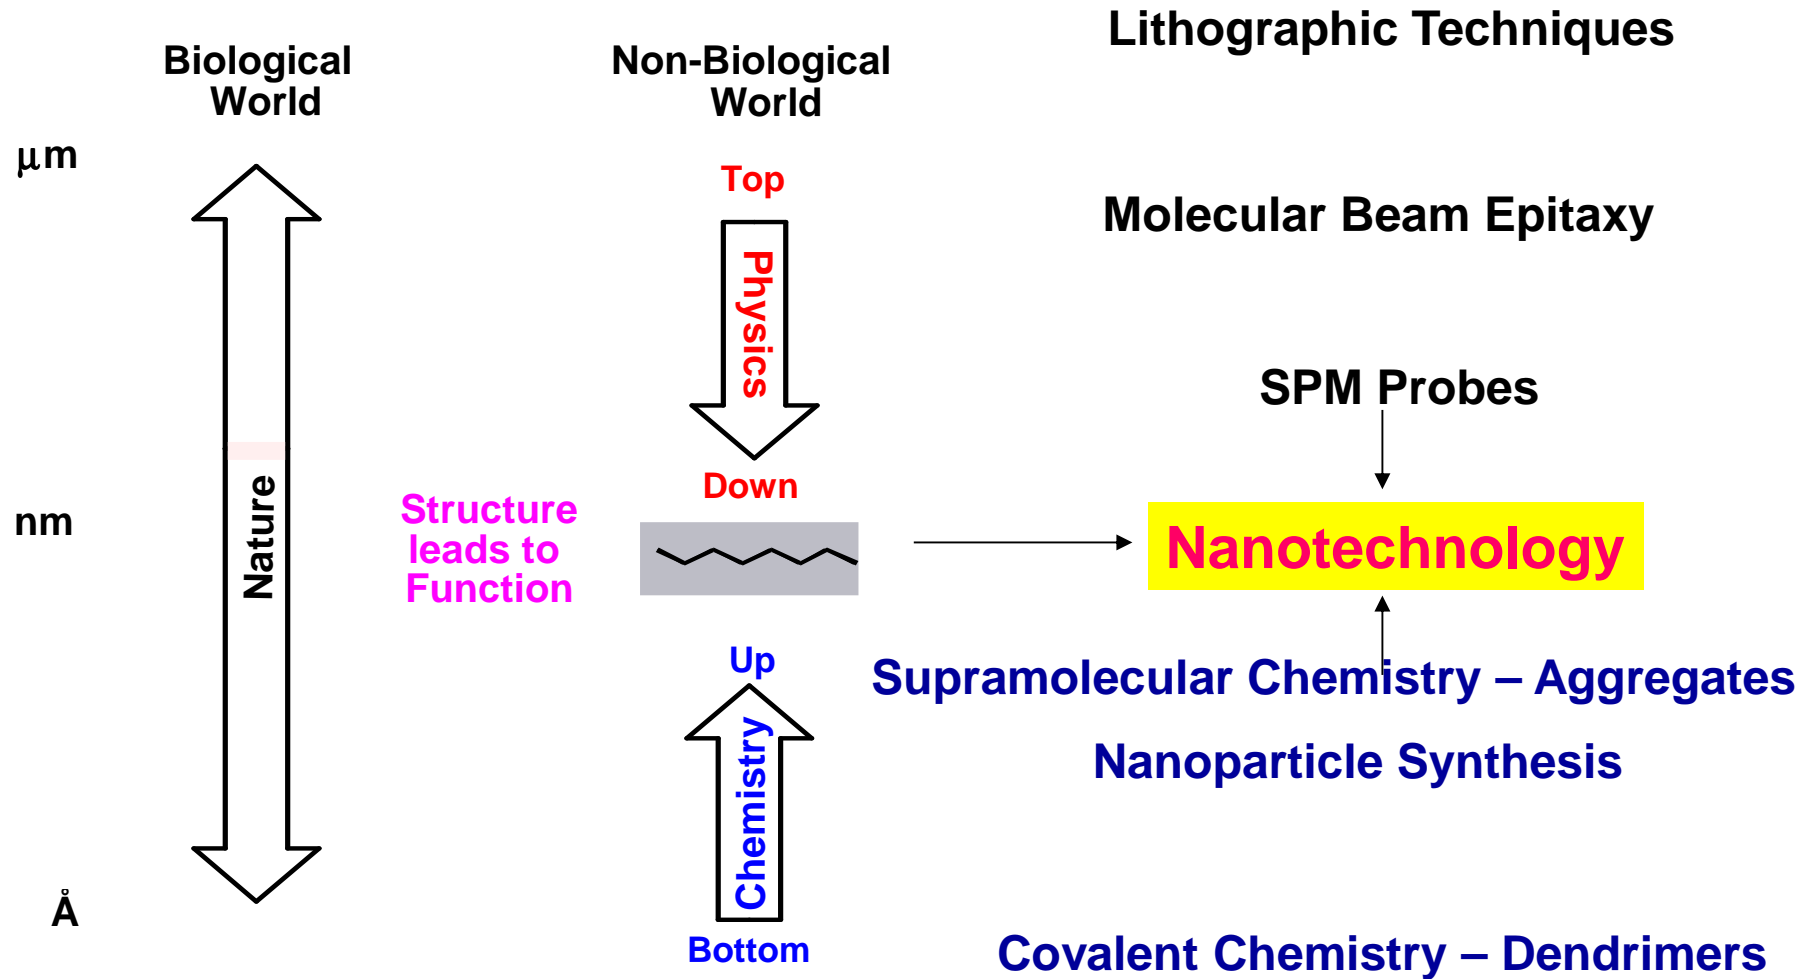 Lithographic Techniques
Biological
World
Non-Biological
World
μm
Top
Molecular Beam Epitaxy
Physics
SPM Probes
Down
Nature
Structure
leads to
Function
nm
Nanotechnology
Up
Supramolecular Chemistry – Aggregates
Chemistry
Nanoparticle Synthesis
Å
Bottom
Covalent Chemistry – Dendrimers